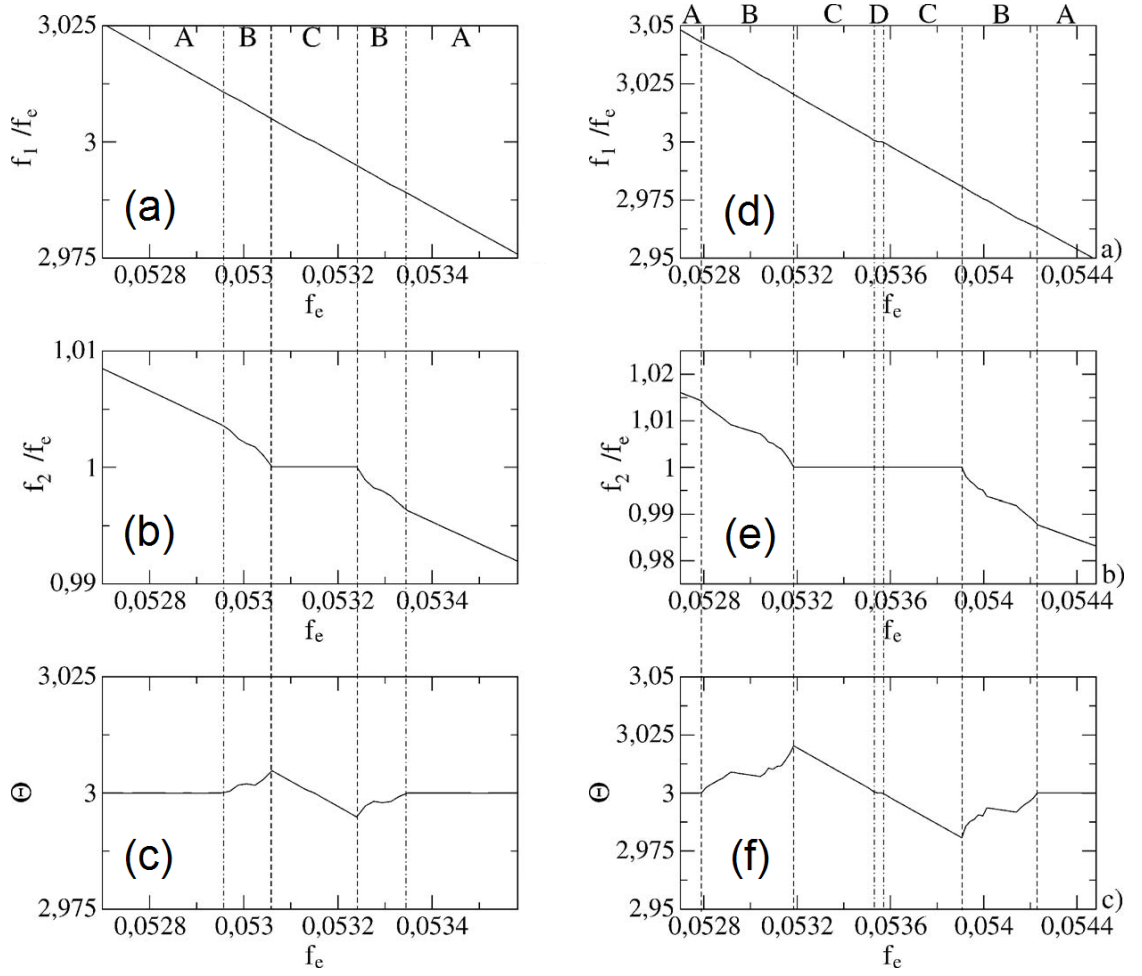 A B C B A
3,025
3
2,975
f1 /fe
(a)
0,0528 0,053 0,0532 0,0534
fe
1,01
1
0,99
f2 /fe
(b)
0,0528 0,053 0,0532 0,0534
fe
3,025
3
2,975
Θ
(c)
0,0528 0,053 0,0532 0,0534
fe
A B C D C B A
3,05
3,025
3
2,975
2,95
f1 /fe
(d)
a)
0,0528 0,0532 0,0536 0,054 0,0544
fe
1,02
1,01
1
0,99
0,98
f2 /fe
(e)
b)
0,0528 0,0532 0,0536 0,054 0,0544
fe
3,05
3,025
3
2,975
2,95
Θ
(f)
c)
0,0528 0,0532 0,0536 0,054 0,0544
fe